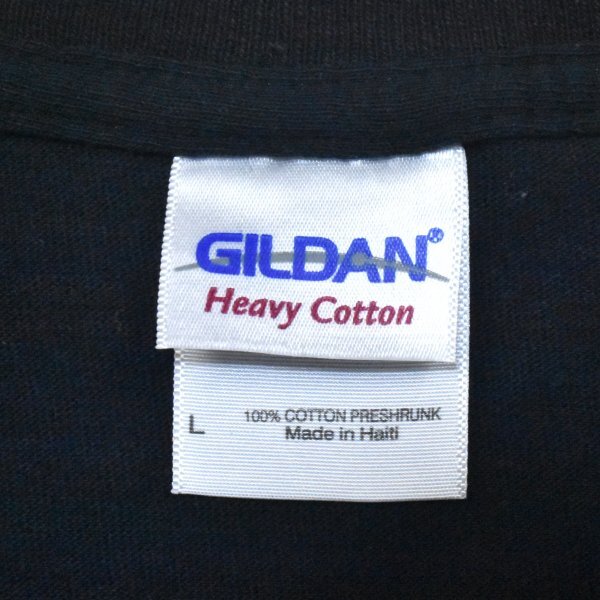 GILDAN®
Heavy Cotton
L
100% COTTON PRESHRUNK
Made in Haiti